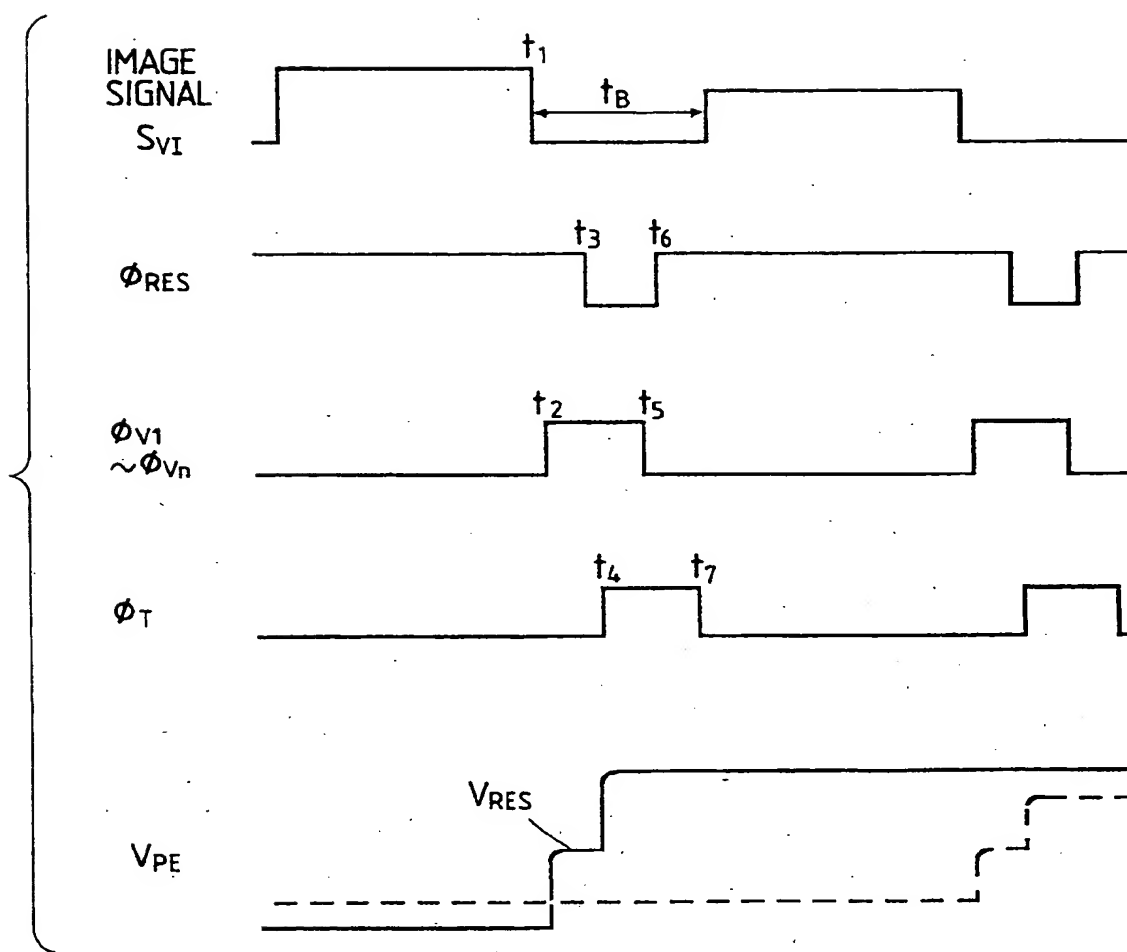 IMAGE
SIGNAL
SVI
t1
tB
ΦRES
t3
t6
ΦV1
~ΦVn
t2
t5
ΦT
t4
t7
VPE
VRES